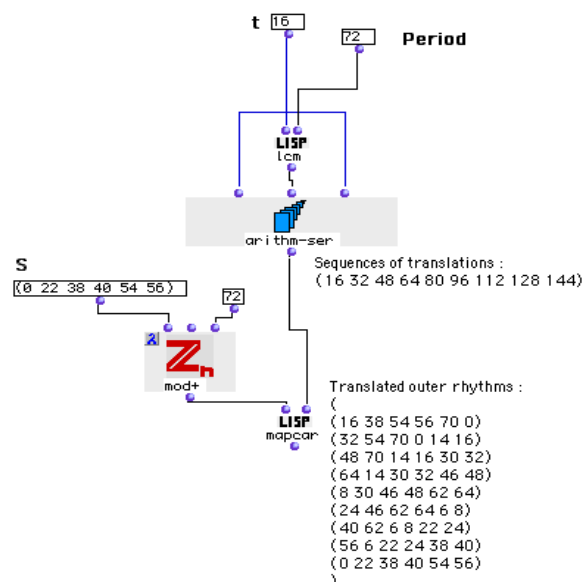 t 16
72 Period
LISP
lcm
arithm-ser
Sequences of translations :
(16 32 48 64 80 96 112 128 144)
S
(0 22 38 40 54 56)
72
λ
Zn
mod+
LISP
mapcar
Translated outer rhythms :
(
(16 38 54 56 70 0)
(32 54 70 0 14 16)
(48 70 14 16 30 32)
(64 14 30 32 46 48)
(8 30 46 48 62 64)
(24 46 62 64 6 8)
(40 62 6 8 22 24)
(56 6 22 24 38 40)
(0 22 38 40 54 56)
)